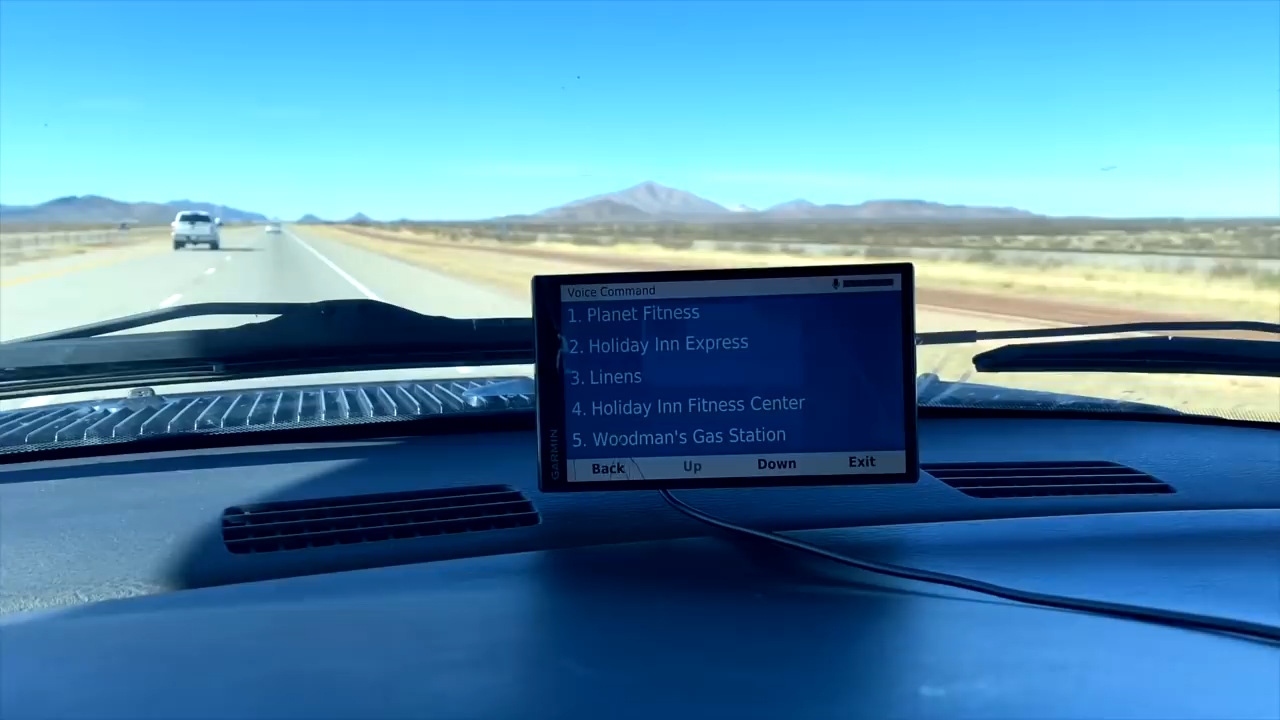 Voice Command
1. Planet Fitness
2. Holiday Inn Express
3. Linens
4. Holiday Inn Fitness Center
5. Woodman's Gas Station
Back Up Down Exit
GARMIN